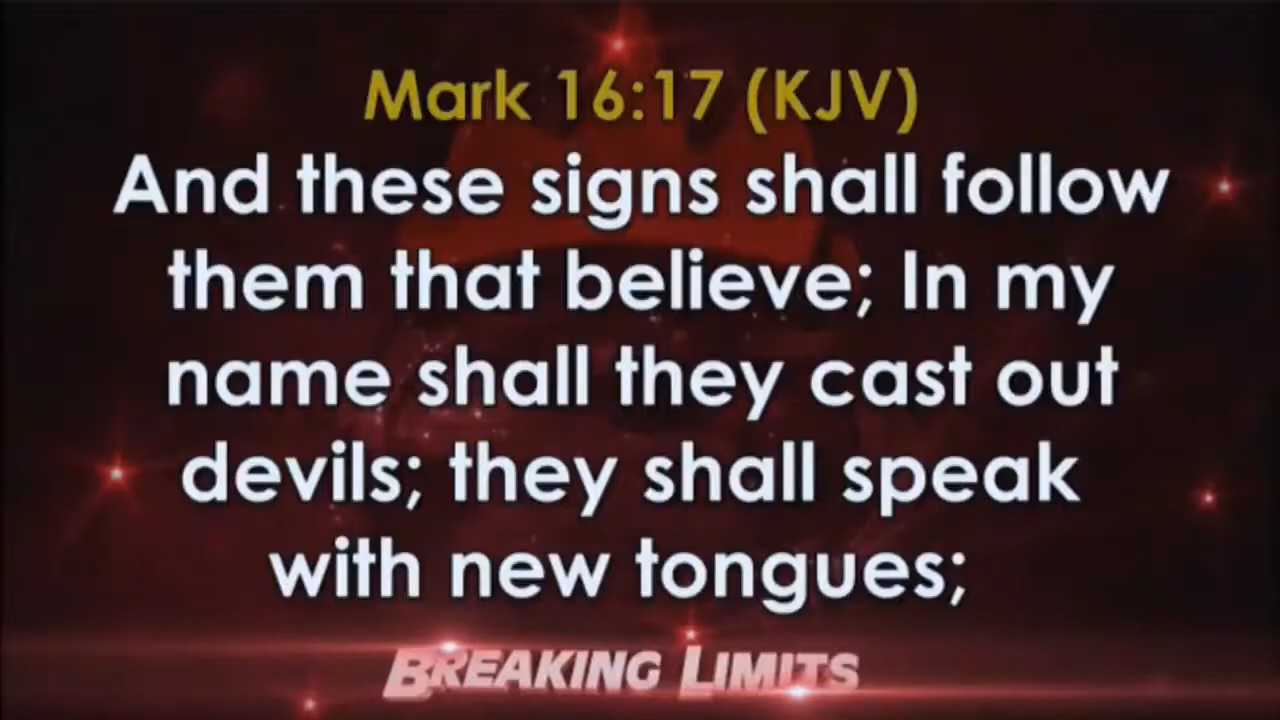 Mark 16:17 (KJV)
And these signs shall follow
them that believe; In my
name shall they cast out
devils; they shall speak
with new tongues;
BREAKING LIMITS